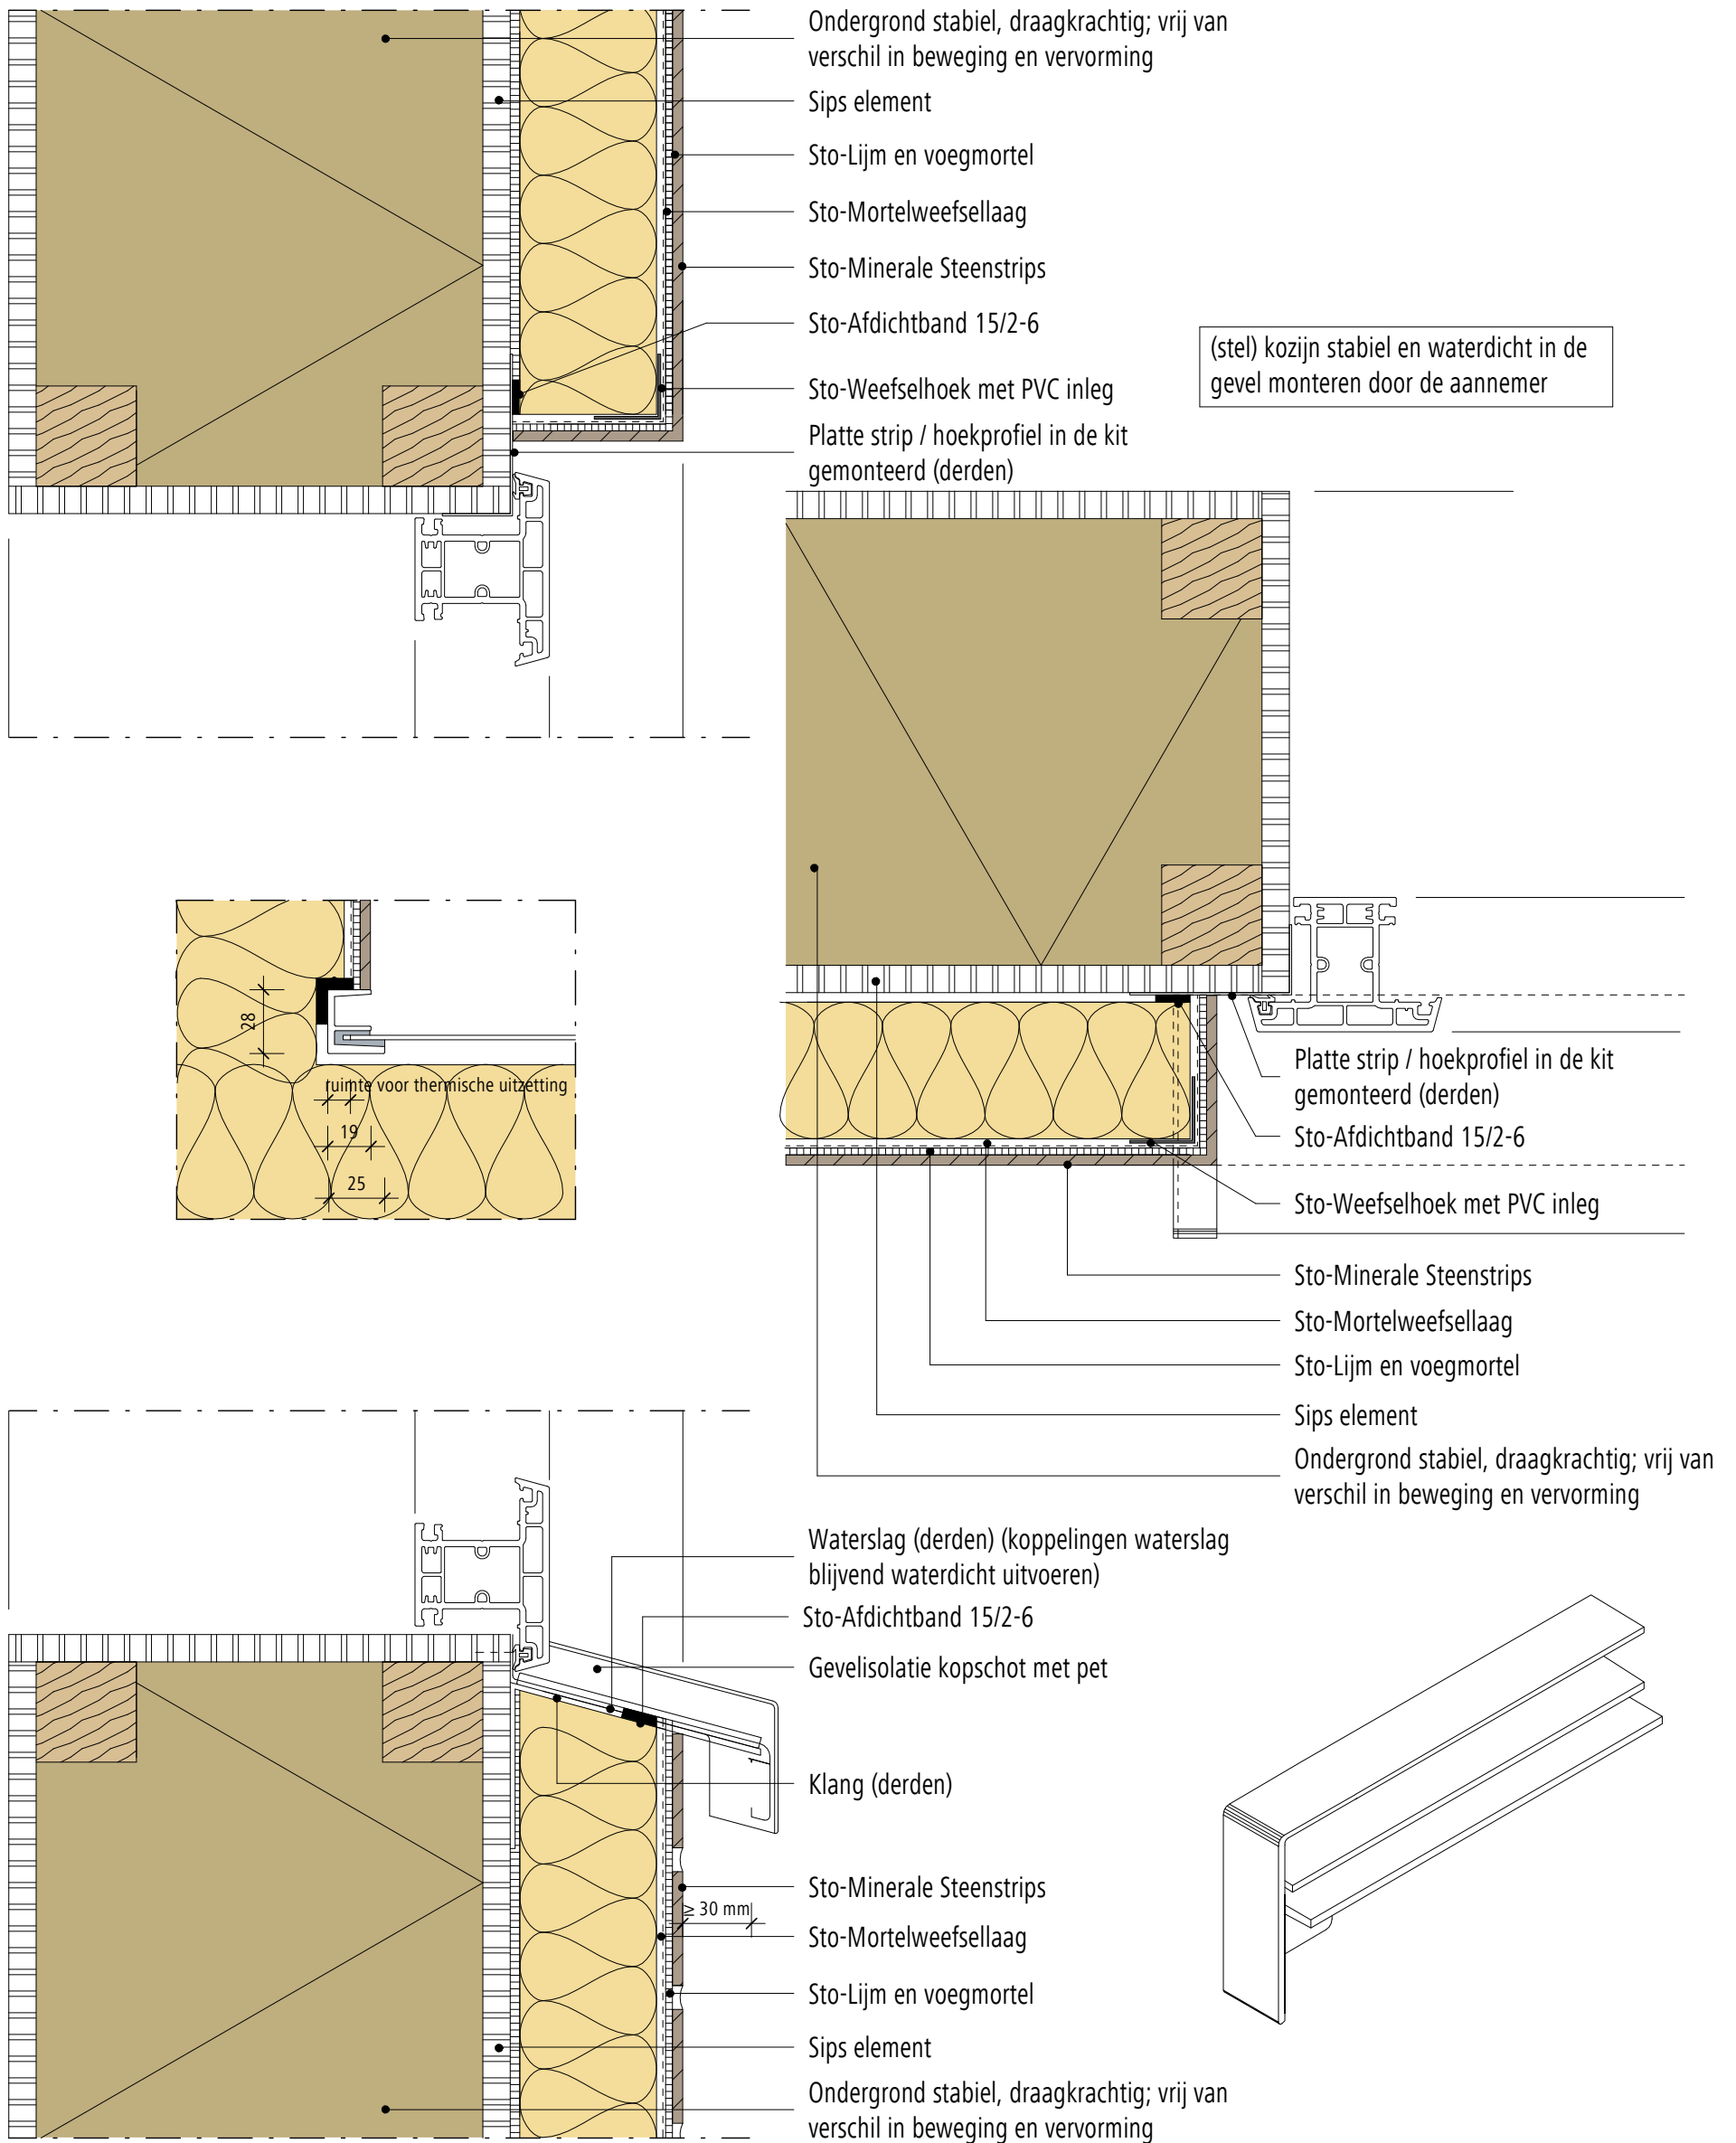 Ondergrond stabiel, draagkrachtig; vrij van
verschil in beweging en vervorming
Sips element
Sto-Lijm en voegmortel
Sto-Mortelweefsellaag
Sto-Minerale Steenstrips
Sto-Afdichtband 15/2-6
Sto-Weefselhoek met PVC inleg
Platte strip / hoekprofiel in de kit
gemonteerd (derden)
(stel) kozijn stabiel en waterdicht in de
gevel monteren door de aannemer
28
ruimte voor thermische uitzetting
19
25
Platte strip / hoekprofiel in de kit
gemonteerd (derden)
Sto-Afdichtband 15/2-6
Sto-Weefselhoek met PVC inleg
Sto-Minerale Steenstrips
Sto-Mortelweefsellaag
Sto-Lijm en voegmortel
Sips element
Ondergrond stabiel, draagkrachtig; vrij van
verschil in beweging en vervorming
Waterslag (derden) (koppelingen waterslag
blijvend waterdicht uitvoeren)
Sto-Afdichtband 15/2-6
Gevelisolatie kopschot met pet
Klang (derden)
Sto-Minerale Steenstrips
≥ 30 mm
Sto-Mortelweefsellaag
Sto-Lijm en voegmortel
Sips element
Ondergrond stabiel, draagkrachtig; vrij van
verschil in beweging en vervorming